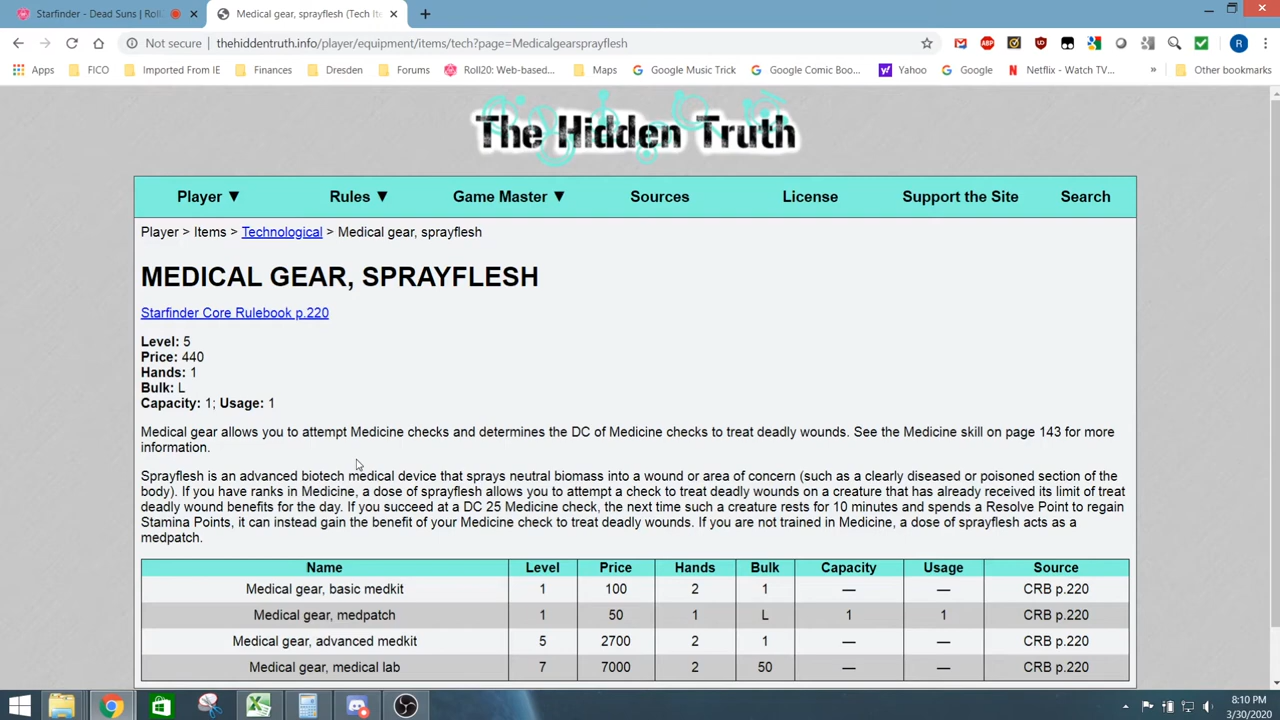 Starfinder - Dead Suns | Roll2
Medical gear, sprayflesh (Tech Ite
Not secure | thehiddentruth.info/player/equipment/items/tech?page=Medicalgearsprayflesh
ABP
R
Apps
FICO
Imported From IE
Finances
Dresden
Forums
Roll20: Web-based...
Maps
Google Music Trick
Google Comic Boo...
Yahoo
Google
Netflix - Watch TV...
»
Other bookmarks
The Hidden Truth
Player ▼ Rules ▼ Game Master ▼ Sources License Support the Site Search
Player > Items > Technological > Medical gear, sprayflesh
MEDICAL GEAR, SPRAYFLESH
Starfinder Core Rulebook p.220
Level: 5
Price: 440
Hands: 1
Bulk: L
Capacity: 1; Usage: 1
Medical gear allows you to attempt Medicine checks and determines the DC of Medicine checks to treat deadly wounds. See the Medicine skill on page 143 for more
information.
Sprayflesh is an advanced biotech medical device that sprays neutral biomass into a wound or area of concern (such as a clearly diseased or poisoned section of the
body). If you have ranks in Medicine, a dose of sprayflesh allows you to attempt a check to treat deadly wounds on a creature that has already received its limit of treat
deadly wound benefits for the day. If you succeed at a DC 25 Medicine check, the next time such a creature rests for 10 minutes and spends a Resolve Point to regain
Stamina Points, it can instead gain the benefit of your Medicine check to treat deadly wounds. If you are not trained in Medicine, a dose of sprayflesh acts as a
medpatch.
Name Level Price Hands Bulk Capacity Usage Source
Medical gear, basic medkit 1 100 2 1 — — CRB p.220
Medical gear, medpatch 1 50 1 L 1 1 CRB p.220
Medical gear, advanced medkit 5 2700 2 1 — — CRB p.220
Medical gear, medical lab 7 7000 2 50 — — CRB p.220
8:10 PM
3/30/2020